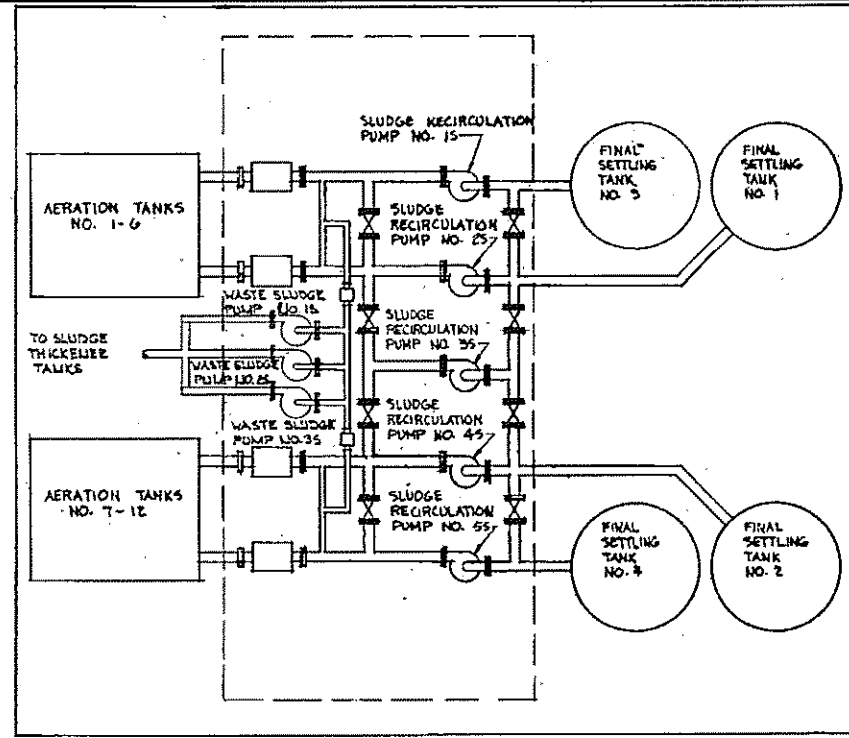 SLUDGE RECIRCULATION
PUMP NO. 1S
FINAL
SETTLING
TANK
NO. 3
FINAL
SETTLING
TANK
NO. 1
AERATION TANKS
NO. 1-6
SLUDGE
RECIRCULATION
PUMP NO. 2S
WASTE SLUDGE
PUMP NO. 1S
SLUDGE
RECIRCULATION
PUMP NO. 3S
TO SLUDGE
THICKENER
TANKS
WASTE SLUDGE
PUMP NO. 2S
SLUDGE
RECIRCULATION
PUMP NO. 4S
WASTE SLUDGE
PUMP NO. 3S
AERATION TANKS
NO. 7-12
SLUDGE
RECIRCULATION
PUMP NO. 5S
FINAL
SETTLING
TANK
NO. 4
FINAL
SETTLING
TANK
NO. 2